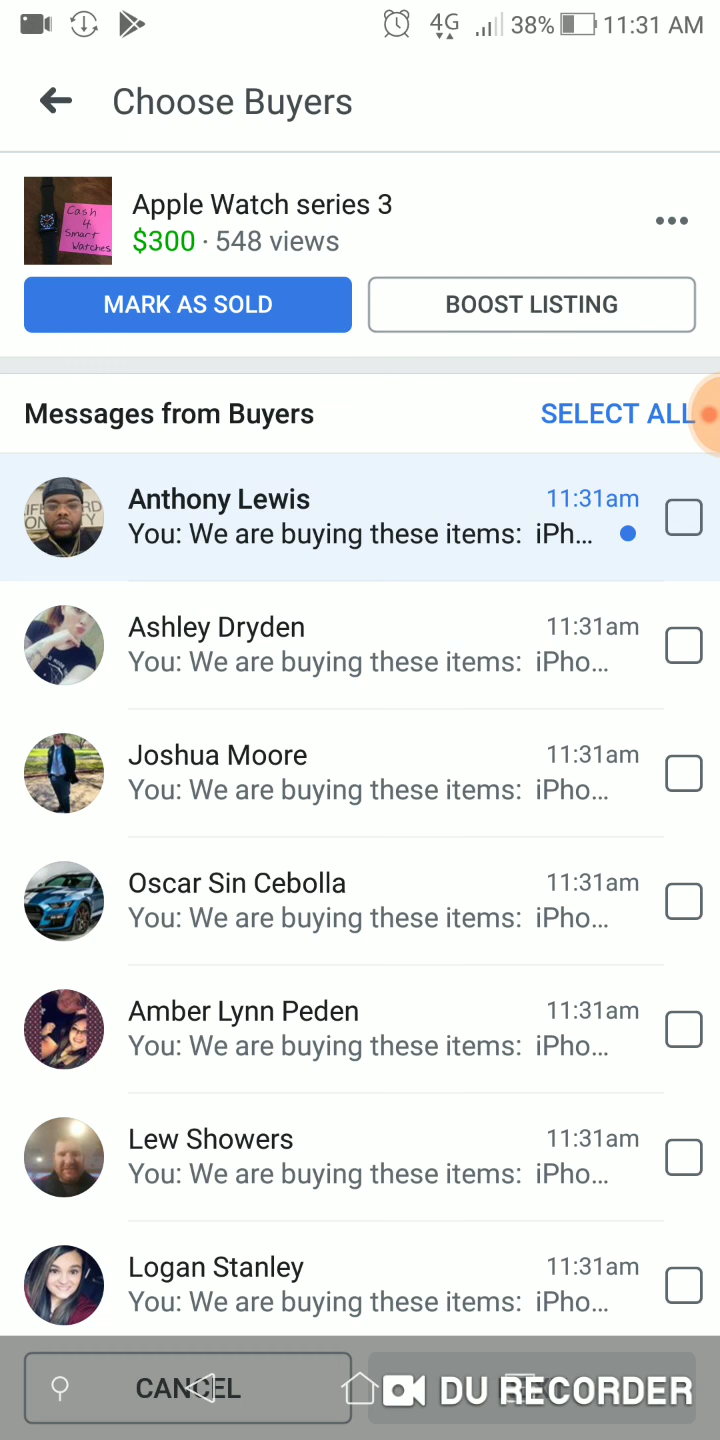 4G 38% 11:31 AM
Choose Buyers
Cash
4
Smart
Watches
Apple Watch series 3
$300 · 548 views
MARK AS SOLD
BOOST LISTING
Messages from Buyers
SELECT ALL
Anthony Lewis
11:31am
You: We are buying these items: iPh...
Ashley Dryden
11:31am
You: We are buying these items: iPho...
Joshua Moore
11:31am
You: We are buying these items: iPho...
Oscar Sin Cebolla
11:31am
You: We are buying these items: iPho...
Amber Lynn Peden
11:31am
You: We are buying these items: iPho...
Lew Showers
11:31am
You: We are buying these items: iPho...
Logan Stanley
11:31am
You: We are buying these items: iPho...
CANCEL
DU RECORDER